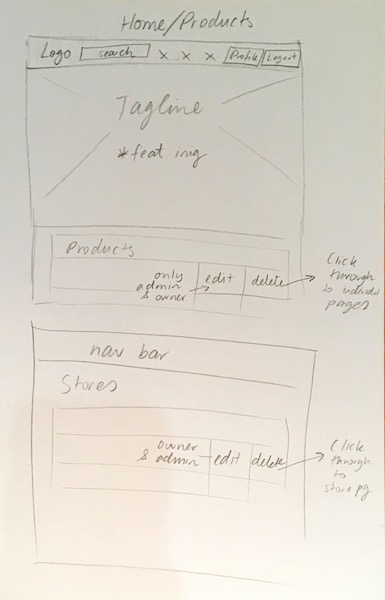 Home/Products
Logo search x x x Profile Logout
Tagline
*feat img
Products
only admin & owner
edit delete
Click through to individual pages
nav bar
Stores
owner & admin
edit delete
Click through to store pg